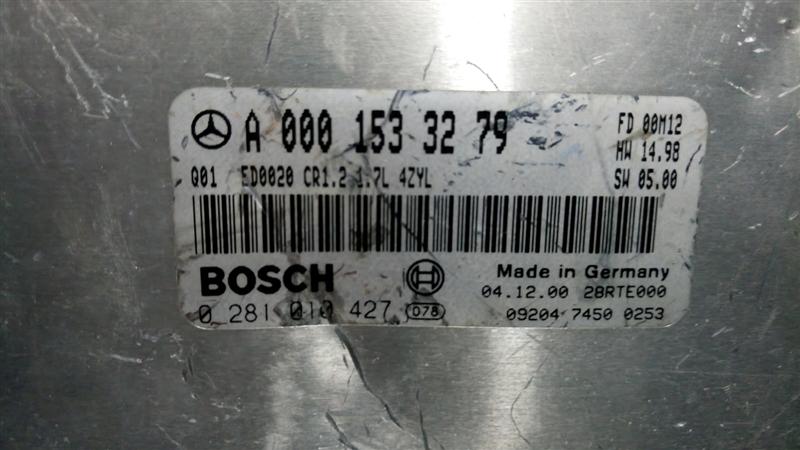 A 000 153 32 79
FD 00M12
HW 14.98
Q01 ED0020 CR1.2 1.7L 4ZYL
SW 05.00
BOSCH
Made in Germany
04.12.00 28RTE000
0 281 010 427
078
09204 7450 0253